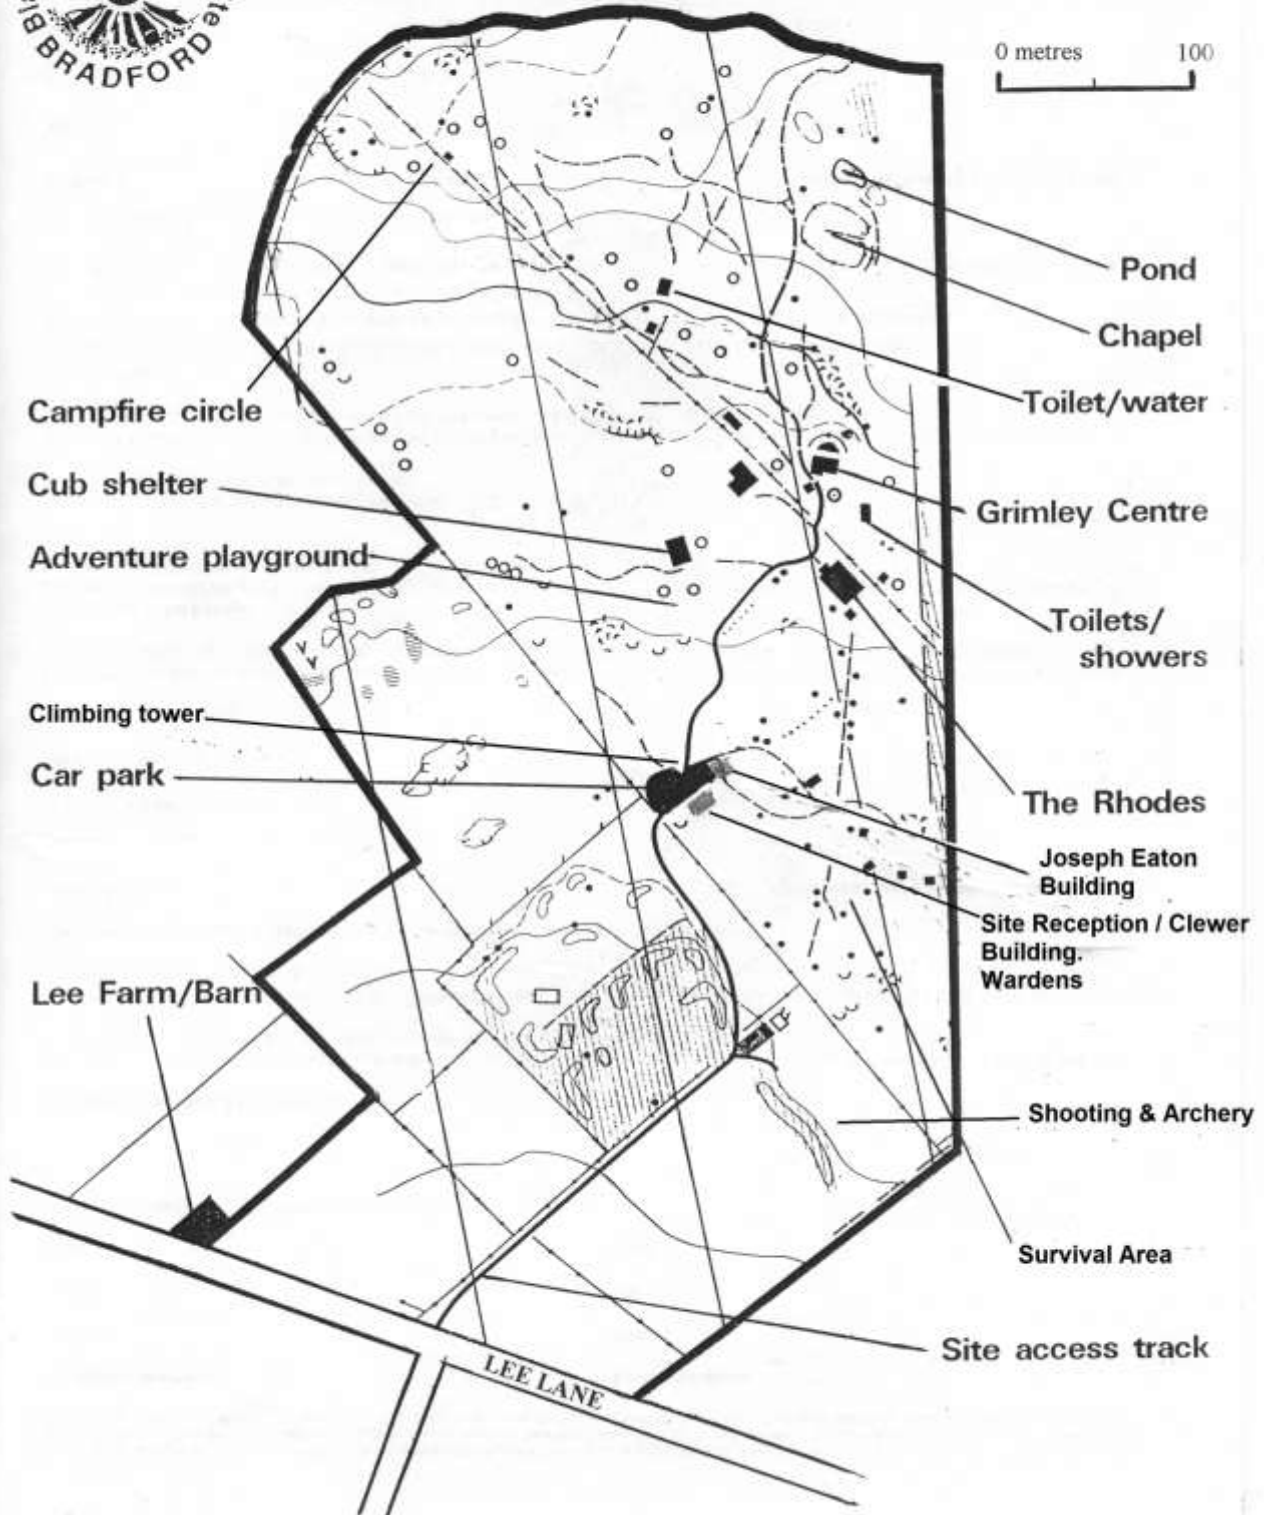 BRADFORD
0 metres 100
Pond
Chapel
Toilet/water
Campfire circle
Cub shelter
Grimley Centre
Adventure playground
Toilets/
showers
Climbing tower
Car park
The Rhodes
Joseph Eaton
Building
Site Reception / Clewer
Building.
Wardens
Lee Farm/Barn
Shooting & Archery
Survival Area
Site access track
LEE LANE